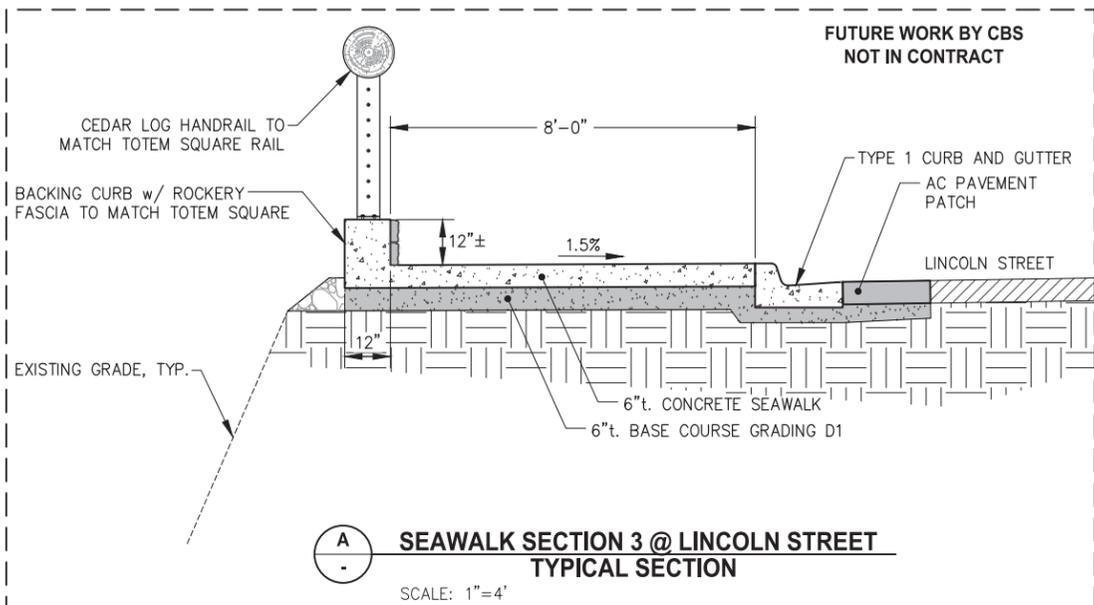 FUTURE WORK BY CBS
NOT IN CONTRACT
CEDAR LOG HANDRAIL TO
MATCH TOTEM SQUARE RAIL
8'-0"
TYPE 1 CURB AND GUTTER
BACKING CURB w/ ROCKERY
FASCIA TO MATCH TOTEM SQUARE
AC PAVEMENT
PATCH
12"±
1.5%
LINCOLN STREET
12"
EXISTING GRADE, TYP.
6"t. CONCRETE SEAWALK
6"t. BASE COURSE GRADING D1
A
-
SEAWALK SECTION 3 @ LINCOLN STREET
TYPICAL SECTION
SCALE: 1"=4'